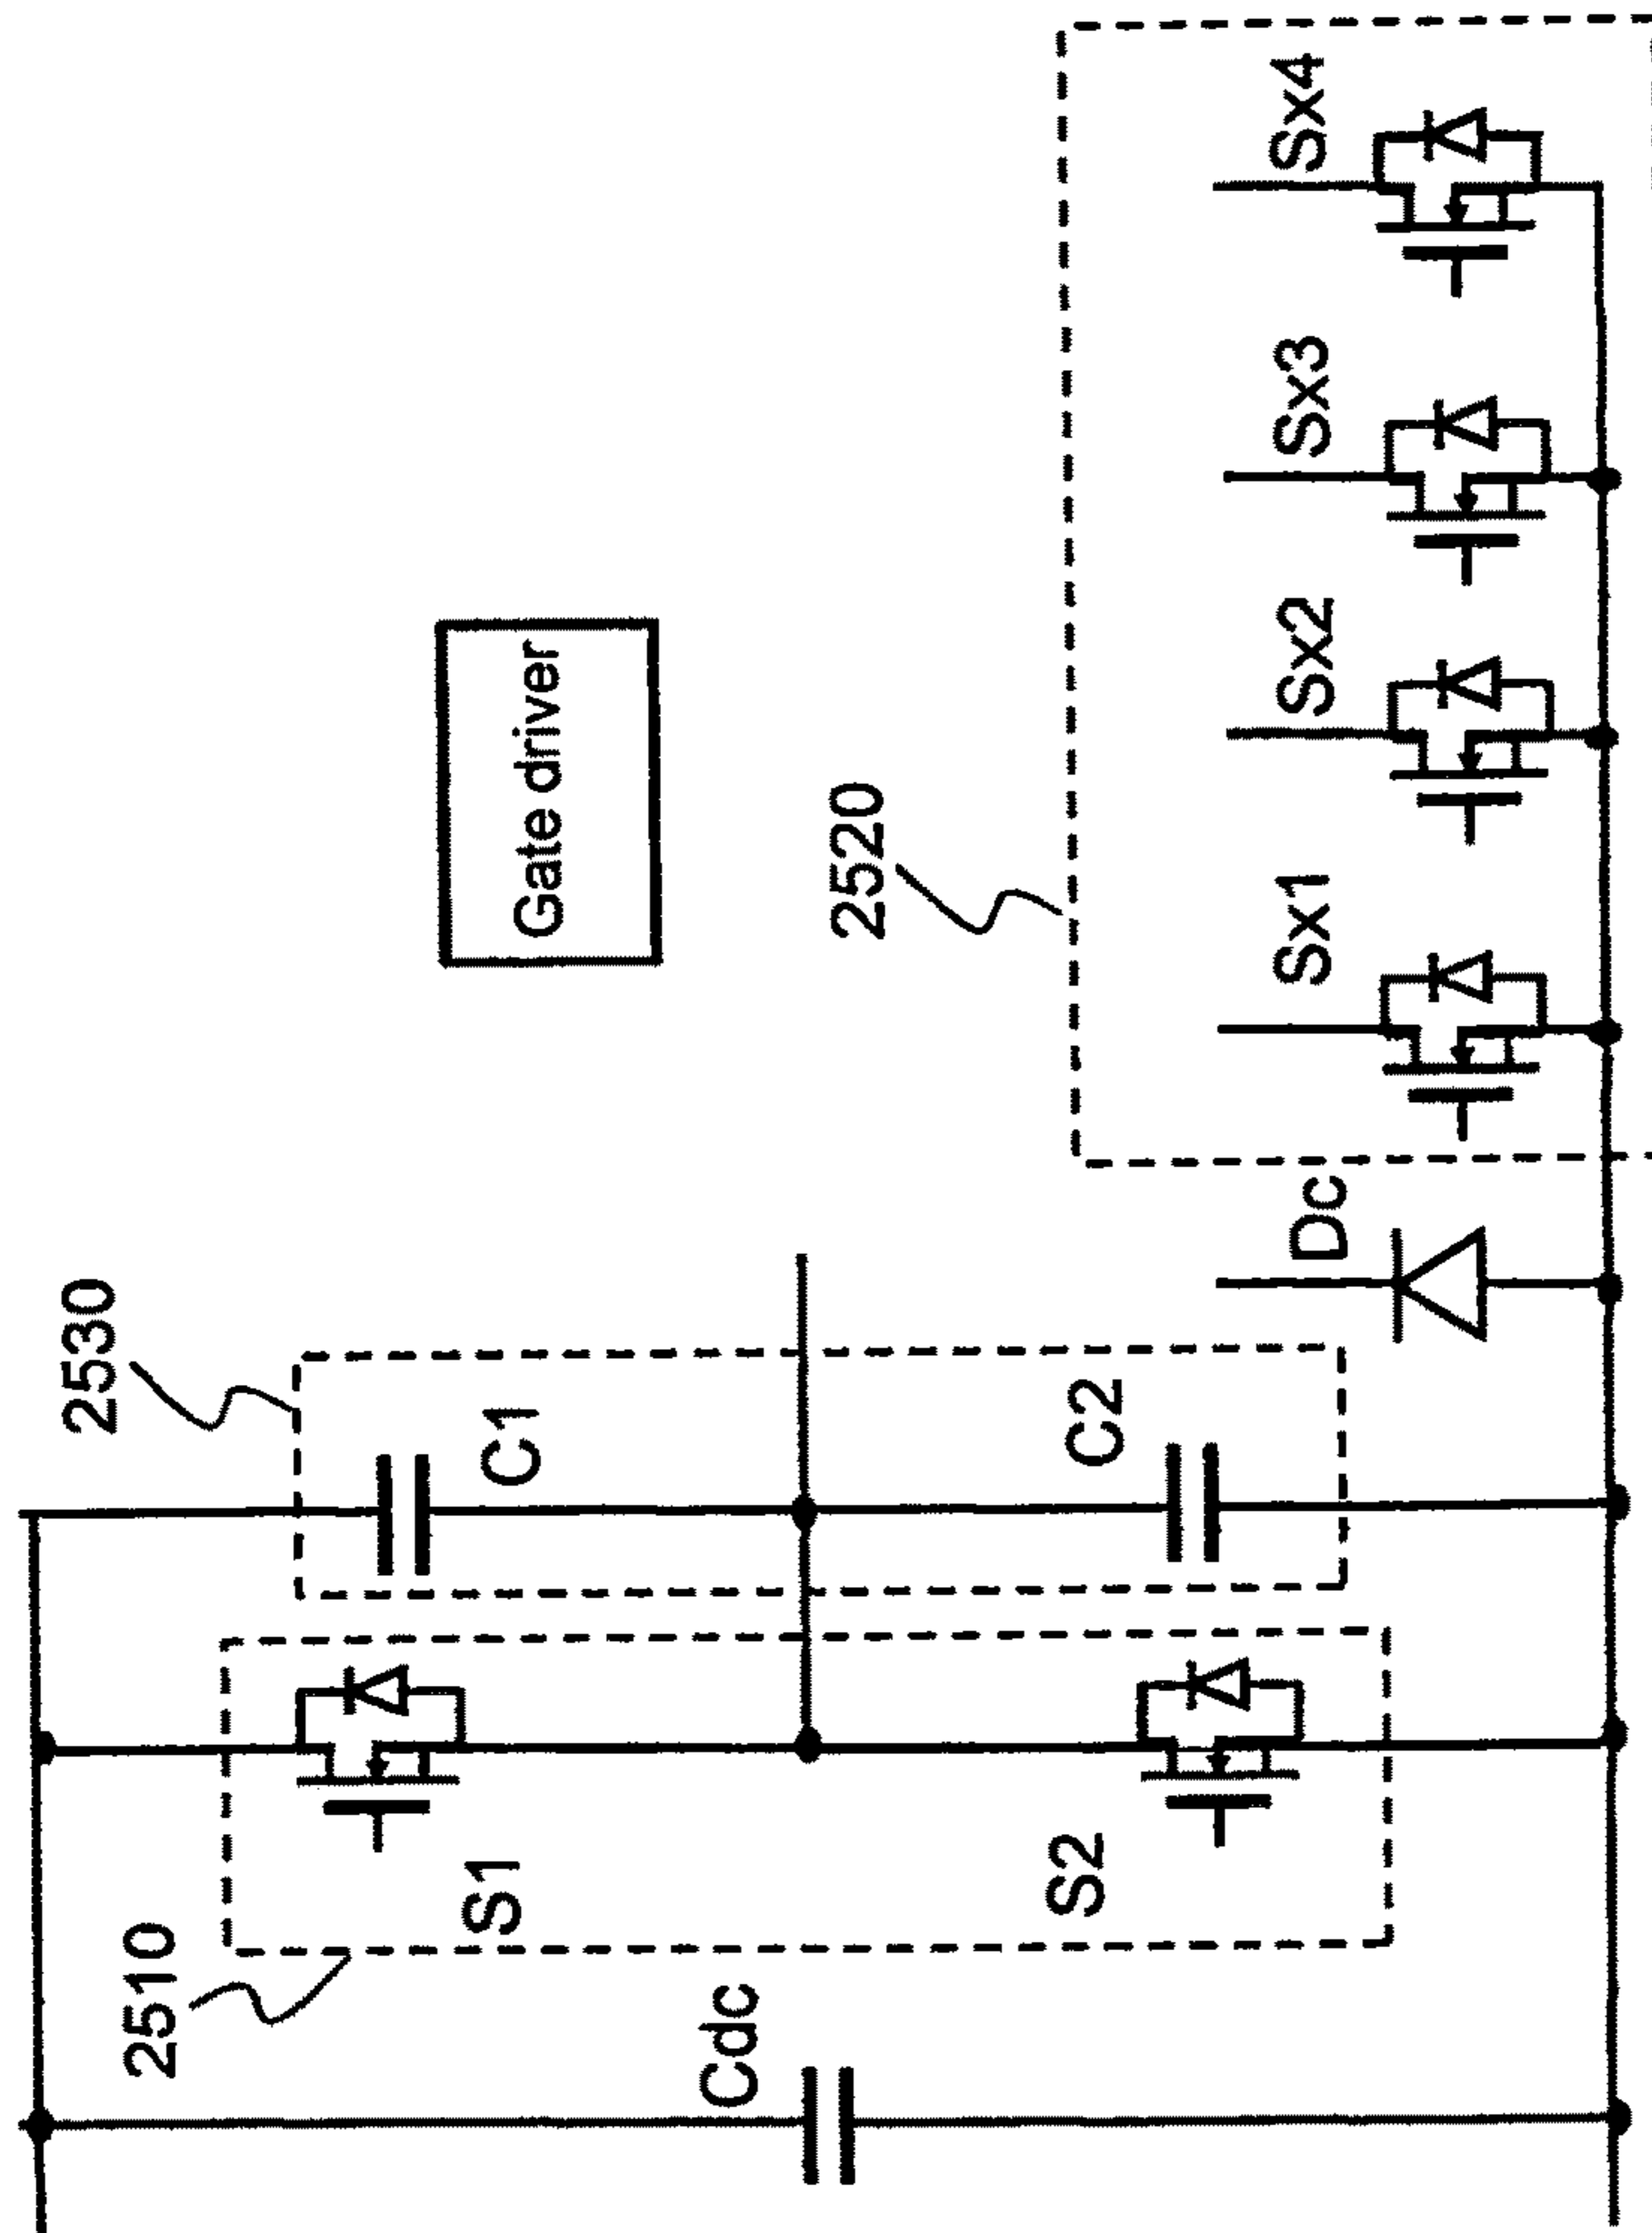 2510
S1
S2
Cdc
2530
C1
C2
Dc
Gate driver
2520
Sx1
Sx2
Sx3
Sx4